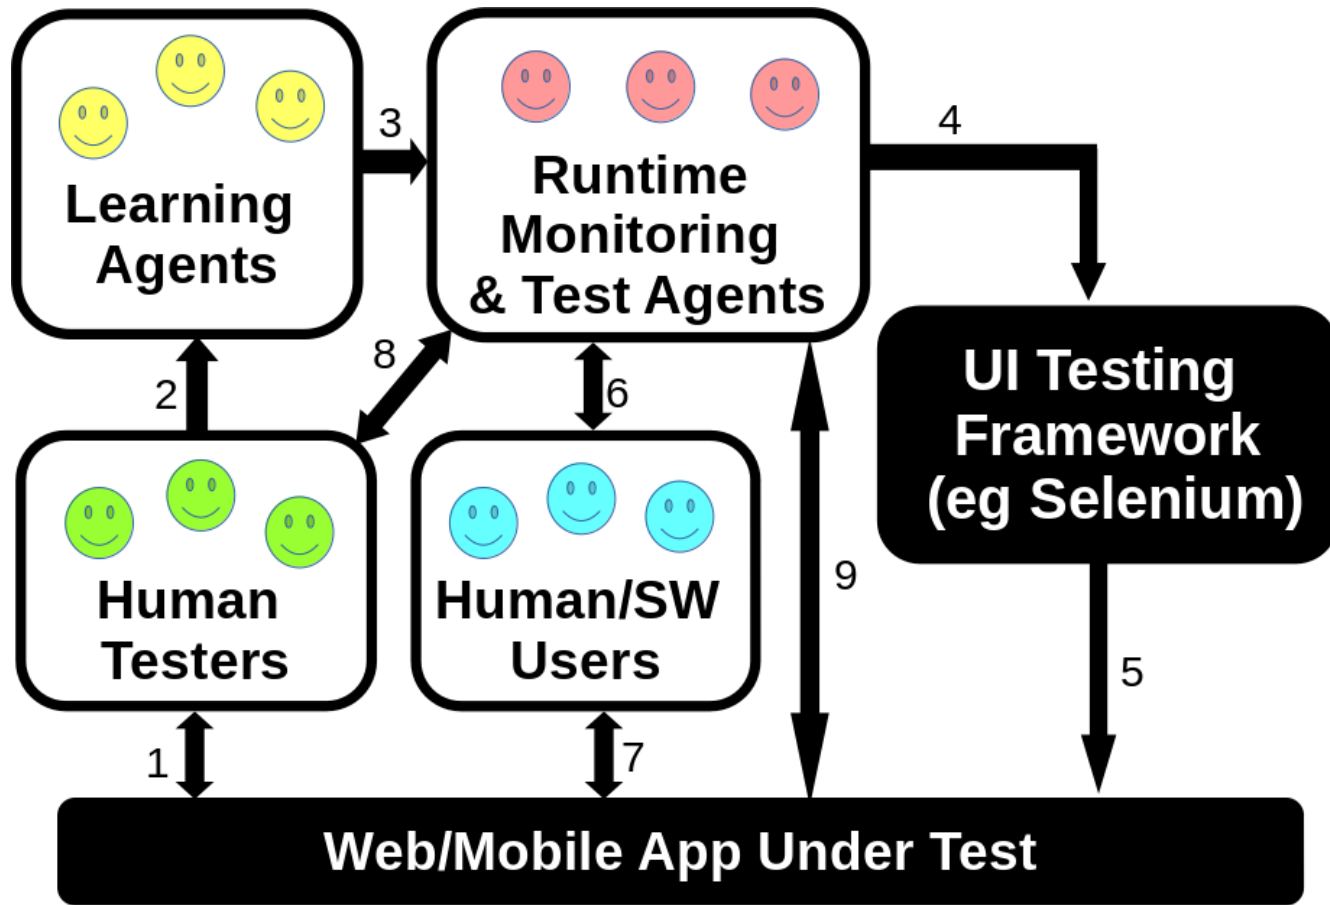 Learning
Agents
3
Runtime
Monitoring
& Test Agents
4
UI Testing
Framework
(eg Selenium)
2
8
6
Human
Testers
Human/SW
Users
9
5
1
7
Web/Mobile App Under Test